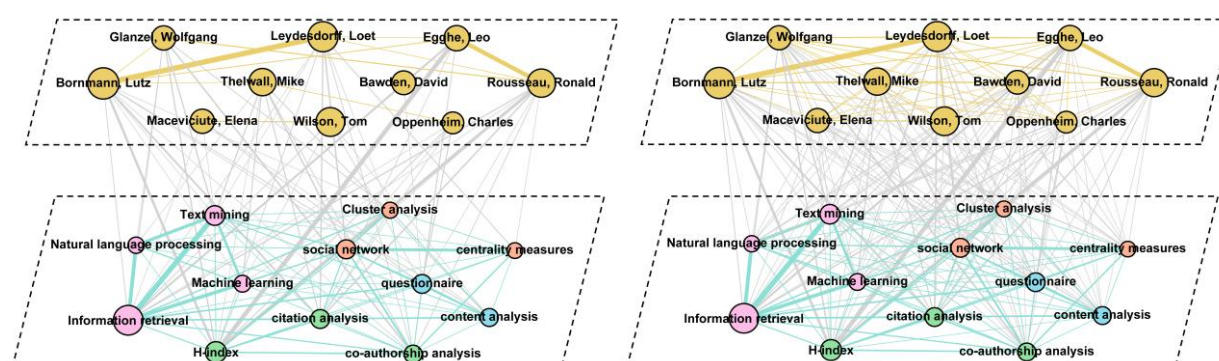 Glanzel, Wolfgang
Leydesdorff, Loet
Egghe, Leo
Bornmann, Lutz
Thelwall, Mike
Bawden, David
Rousseau, Ronald
Maceviciute, Elena
Wilson, Tom
Oppenheim, Charles
Text mining
Cluster analysis
Natural language processing
social network
centrality measures
Machine learning
questionnaire
Information retrieval
citation analysis
content analysis
H-index
co-authorship analysis
Glanzel, Wolfgang
Leydesdorff, Loet
Egghe, Leo
Bornmann, Lutz
Thelwall, Mike
Bawden, David
Rousseau, Ronald
Maceviciute, Elena
Wilson, Tom
Oppenheim, Charles
Text mining
Cluster analysis
Natural language processing
social network
centrality measures
Machine learning
questionnaire
Information retrieval
citation analysis
content analysis
H-index
co-authorship analysis